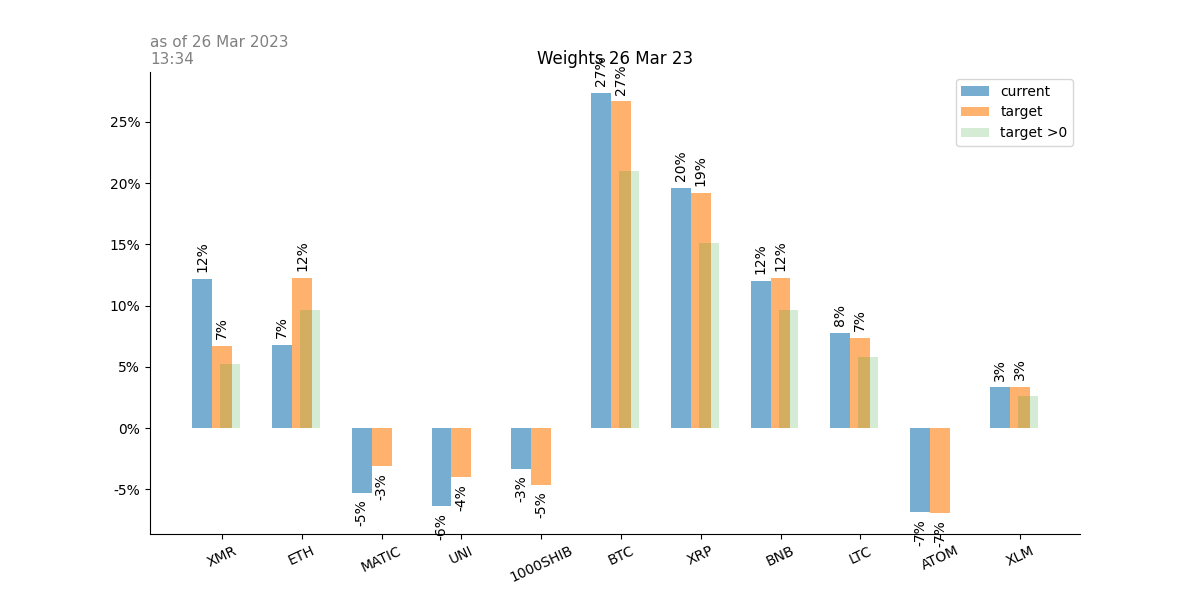 as of 26 Mar 2023
13:34
Weights 26 Mar 23
current
target
target >0
25%
20%
15%
10%
5%
0%
-5%
12%
7%
7%
12%
-5%
-3%
-6%
-4%
-3%
-5%
27%
27%
20%
19%
12%
12%
8%
7%
-7%
-7%
3%
3%
XMR
ETH
MATIC
UNI
1000SHIB
BTC
XRP
BNB
LTC
ATOM
XLM